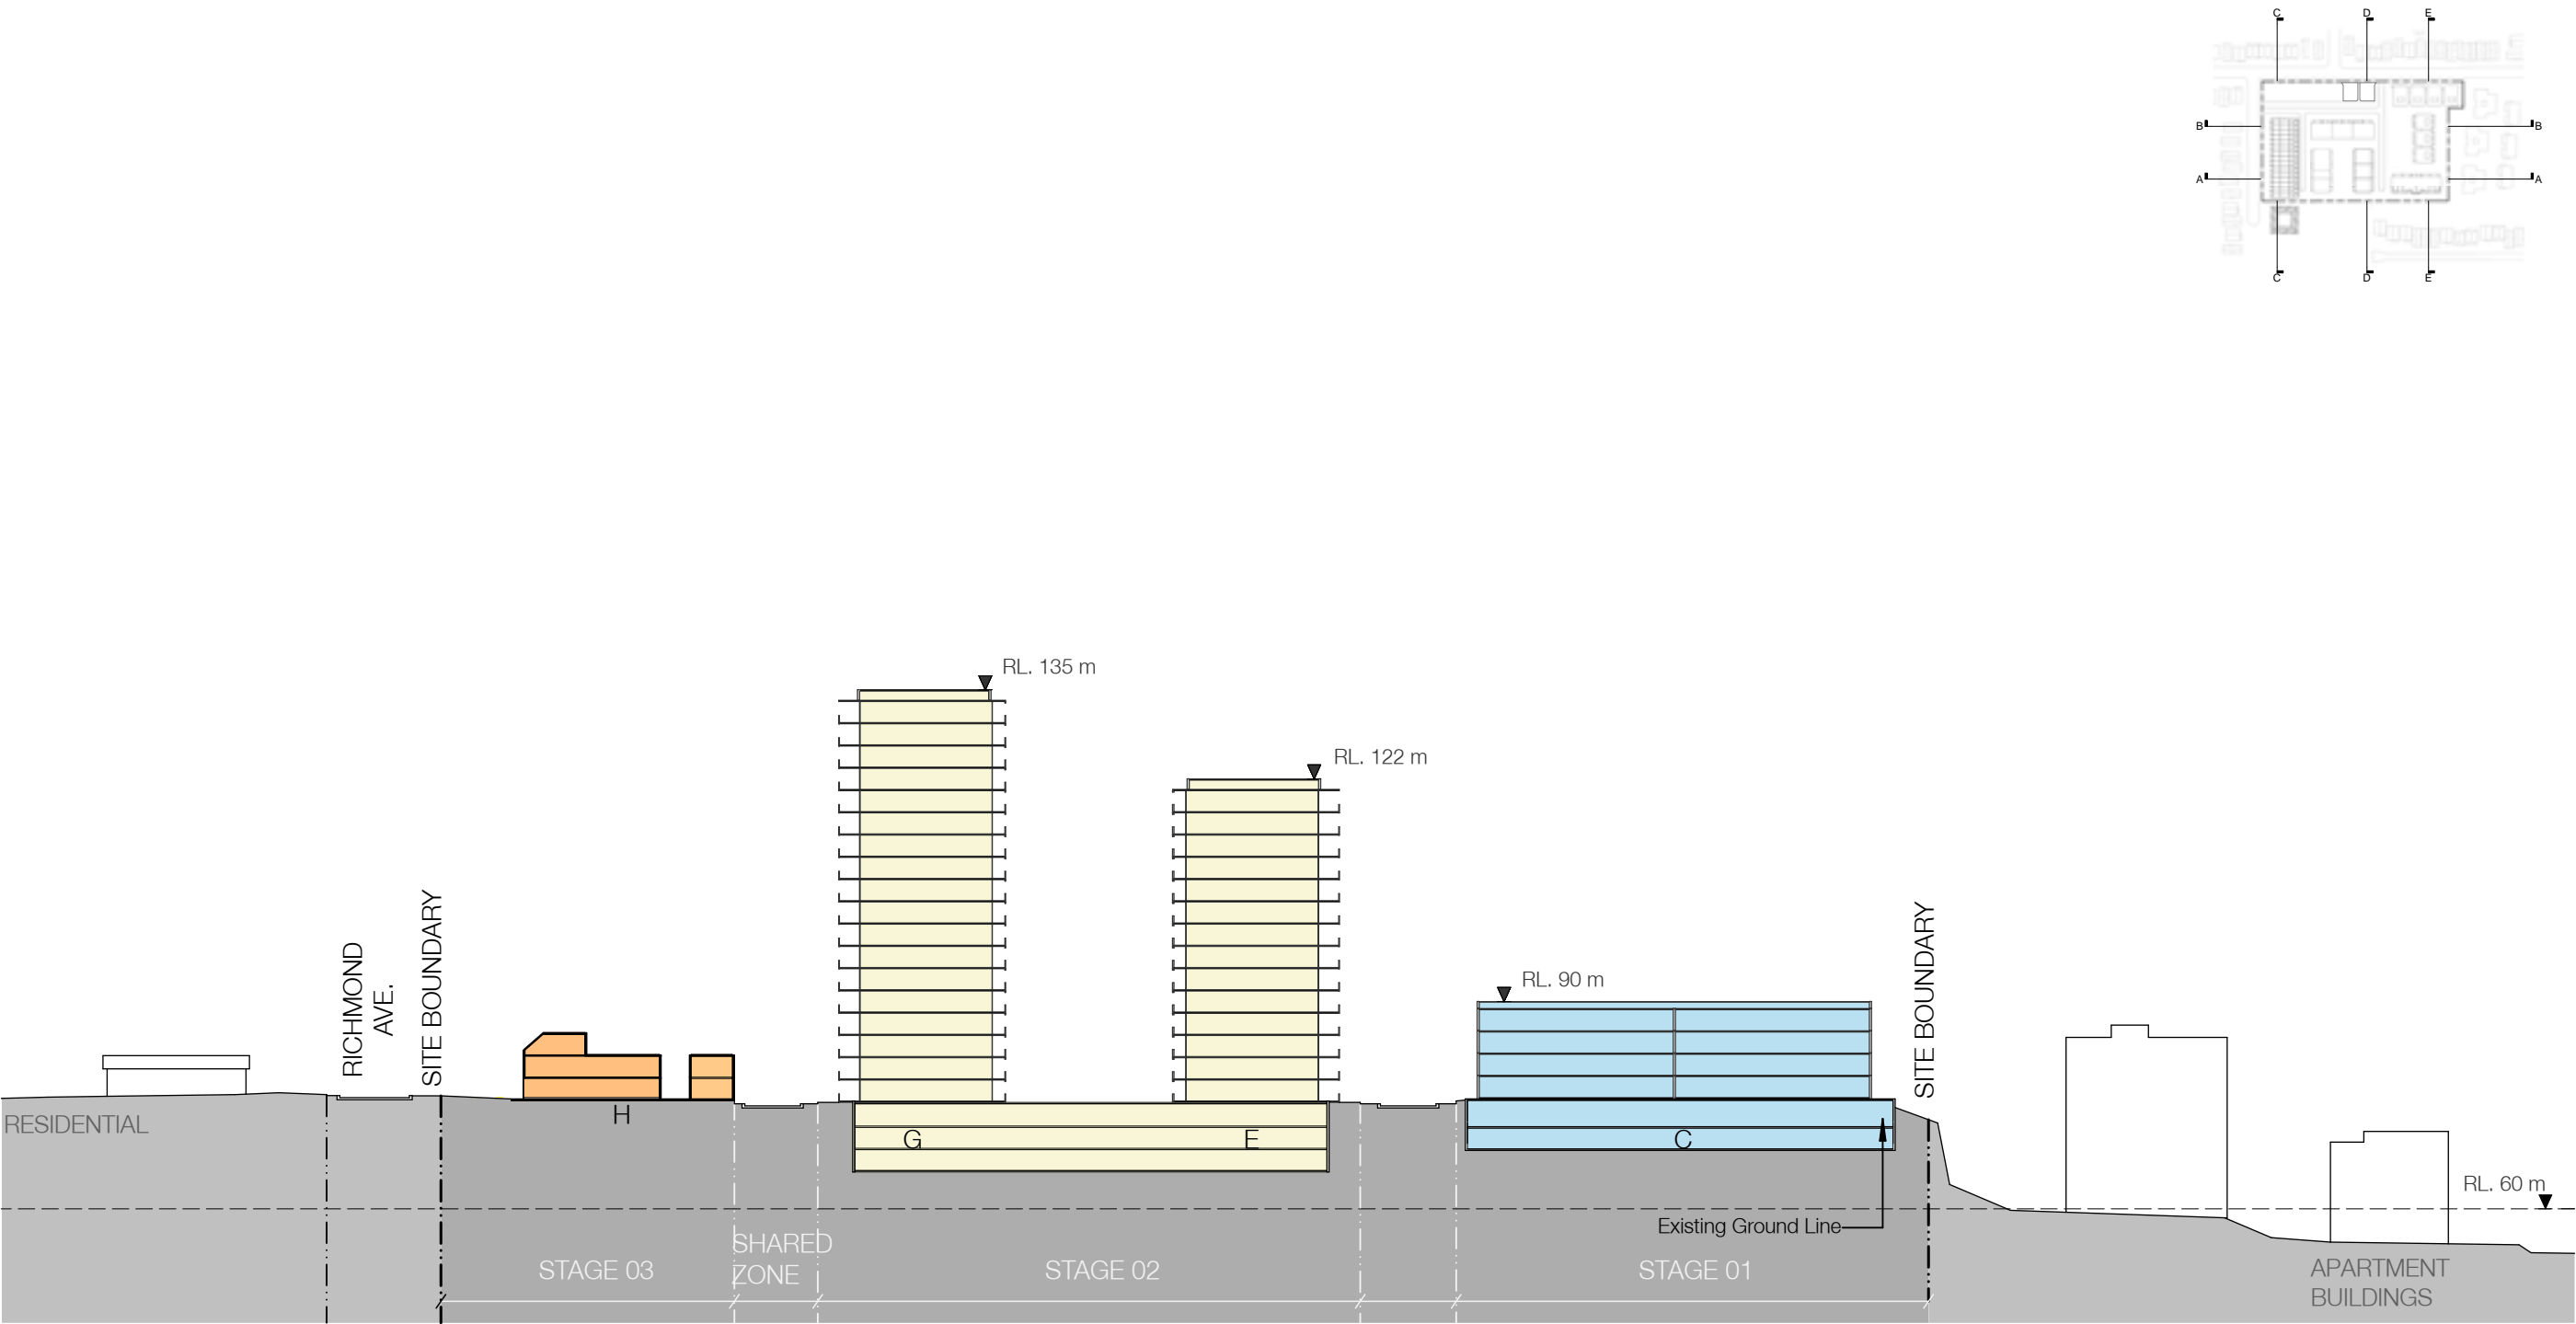 C D E
B B
A A
C D E
RL. 135 m
RL. 122 m
RL. 90 m
RICHMOND
AVE.
SITE BOUNDARY
SITE BOUNDARY
RESIDENTIAL
H
G
E
C
RL. 60 m
Existing Ground Line
STAGE 03
SHARED
ZONE
STAGE 02
STAGE 01
APARTMENT
BUILDINGS